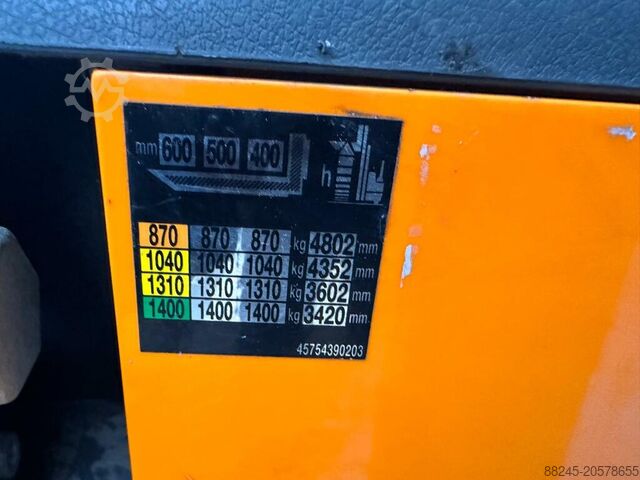 mm 600 500 400 h
870 870 870 kg 4802 mm
1040 1040 1040 kg 4352 mm
1310 1310 1310 kg 3602 mm
1400 1400 1400 kg 3420 mm
45754390203
88245-20578655